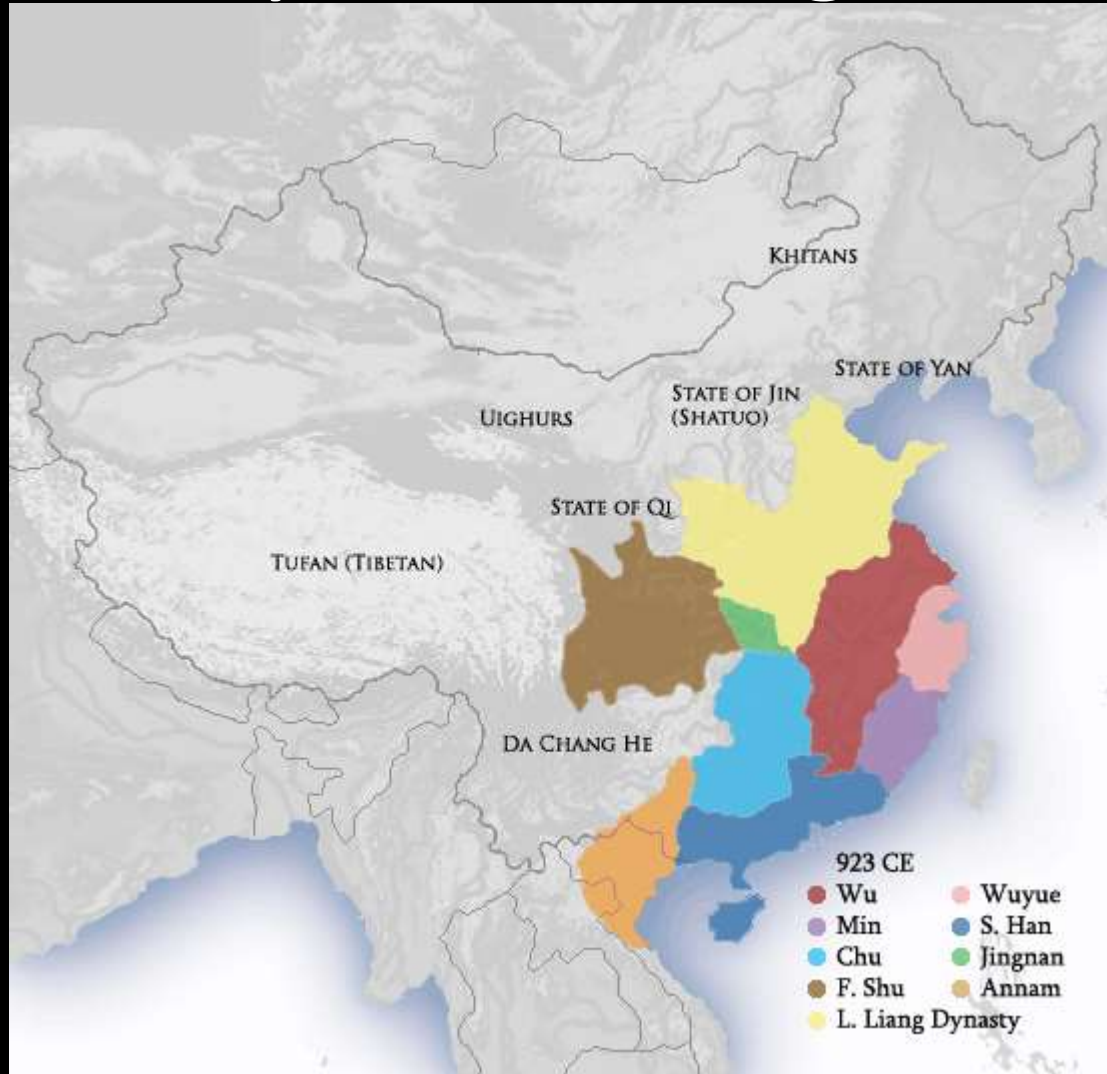 KHITANS
STATE OF YAN
STATE OF JIN
(SHATUO)
UIGHURS
STATE OF QI
TUFAN (TIBETAN)
DA CHANG HE
923 CE
Wu
Wuyue
Min
S. Han
Chu
Jingnan
F. Shu
Annam
L. Liang Dynasty